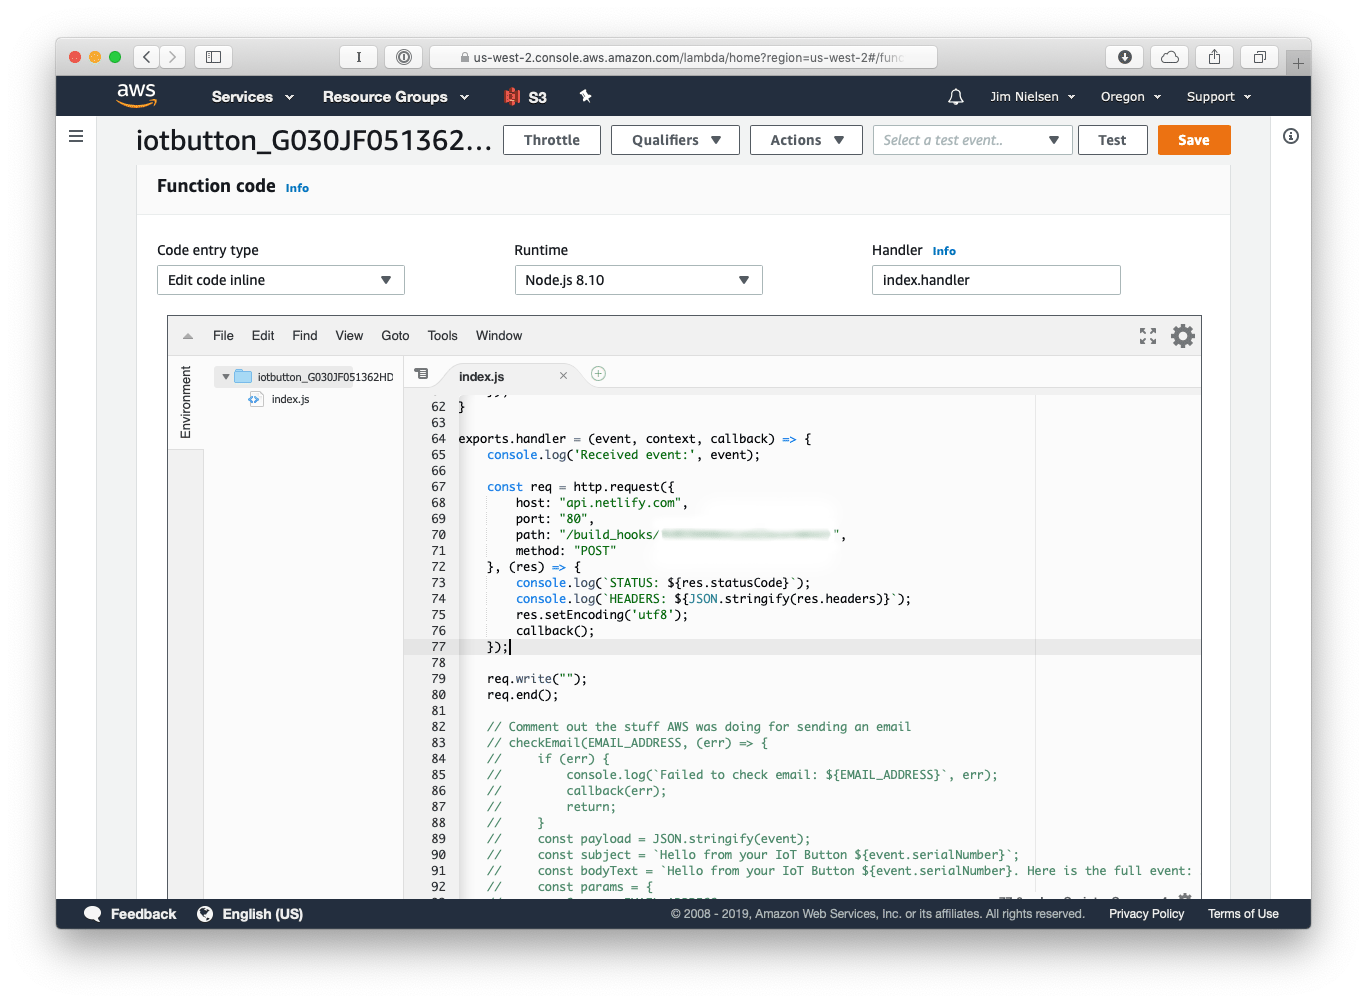 us-west-2.console.aws.amazon.com/lambda/home?region=us-west-2#/func
aws Services Resource Groups S3 Jim Nielsen Oregon Support
iotbutton_G030JF051362... Throttle Qualifiers Actions Select a test event.. Test Save
Function code Info
Code entry type Runtime Handler Info
Edit code inline Node.js 8.10 index.handler
File Edit Find View Goto Tools Window
Environment
iotbutton_G030JF051362HD
index.js
index.js
62 }
63
64 exports.handler = (event, context, callback) => {
65 console.log('Received event:', event);
66
67 const req = http.request({
68 host: "api.netlify.com",
69 port: "80",
70 path: "/build_hooks/ ",
71 method: "POST"
72 }, (res) => {
73 console.log(`STATUS: ${res.statusCode}`);
74 console.log(`HEADERS: ${JSON.stringify(res.headers)}`);
75 res.setEncoding('utf8');
76 callback();
77 });
78
79 req.write("");
80 req.end();
81
82 // Comment out the stuff AWS was doing for sending an email
83 // checkEmail(EMAIL_ADDRESS, (err) => {
84 // if (err) {
85 // console.log(`Failed to check email: ${EMAIL_ADDRESS}`, err);
86 // callback(err);
87 // return;
88 // }
89 // const payload = JSON.stringify(event);
90 // const subject = `Hello from your IoT Button ${event.serialNumber}`;
91 // const bodyText = `Hello from your IoT Button ${event.serialNumber}. Here is the full event:
92 // const params = {
Feedback English (US) © 2008 - 2019, Amazon Web Services, Inc. or its affiliates. All rights reserved. Privacy Policy Terms of Use